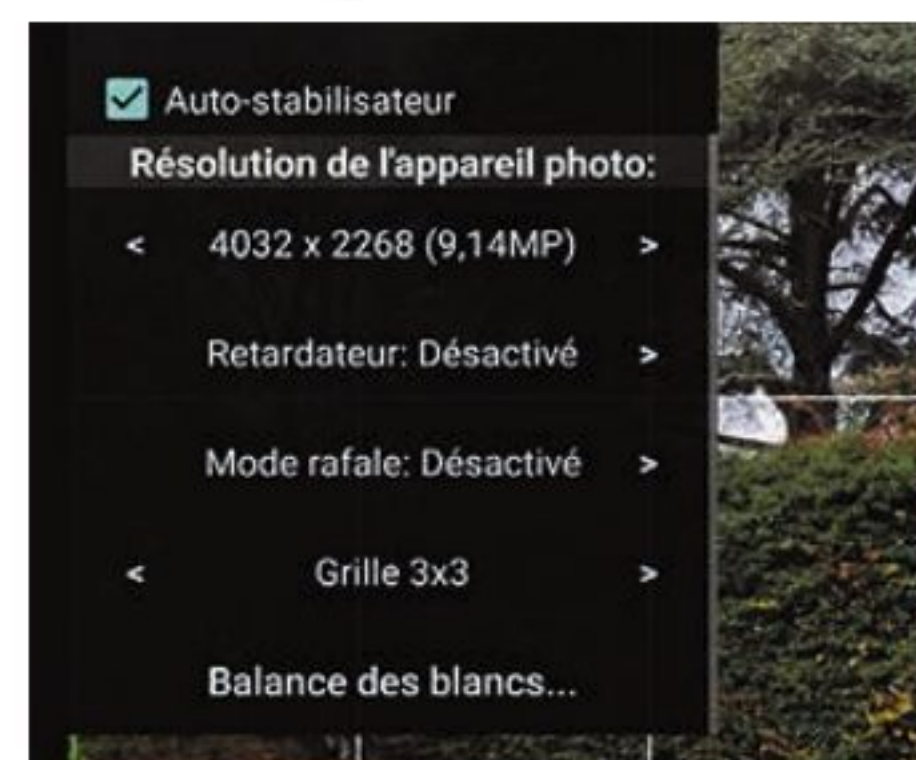 Auto-stabilisateur
Résolution de l'appareil photo:
< 4032 x 2268 (9,14MP) >
Retardateur: Désactivé >
Mode rafale: Désactivé >
< Grille 3x3 >
Balance des blancs...